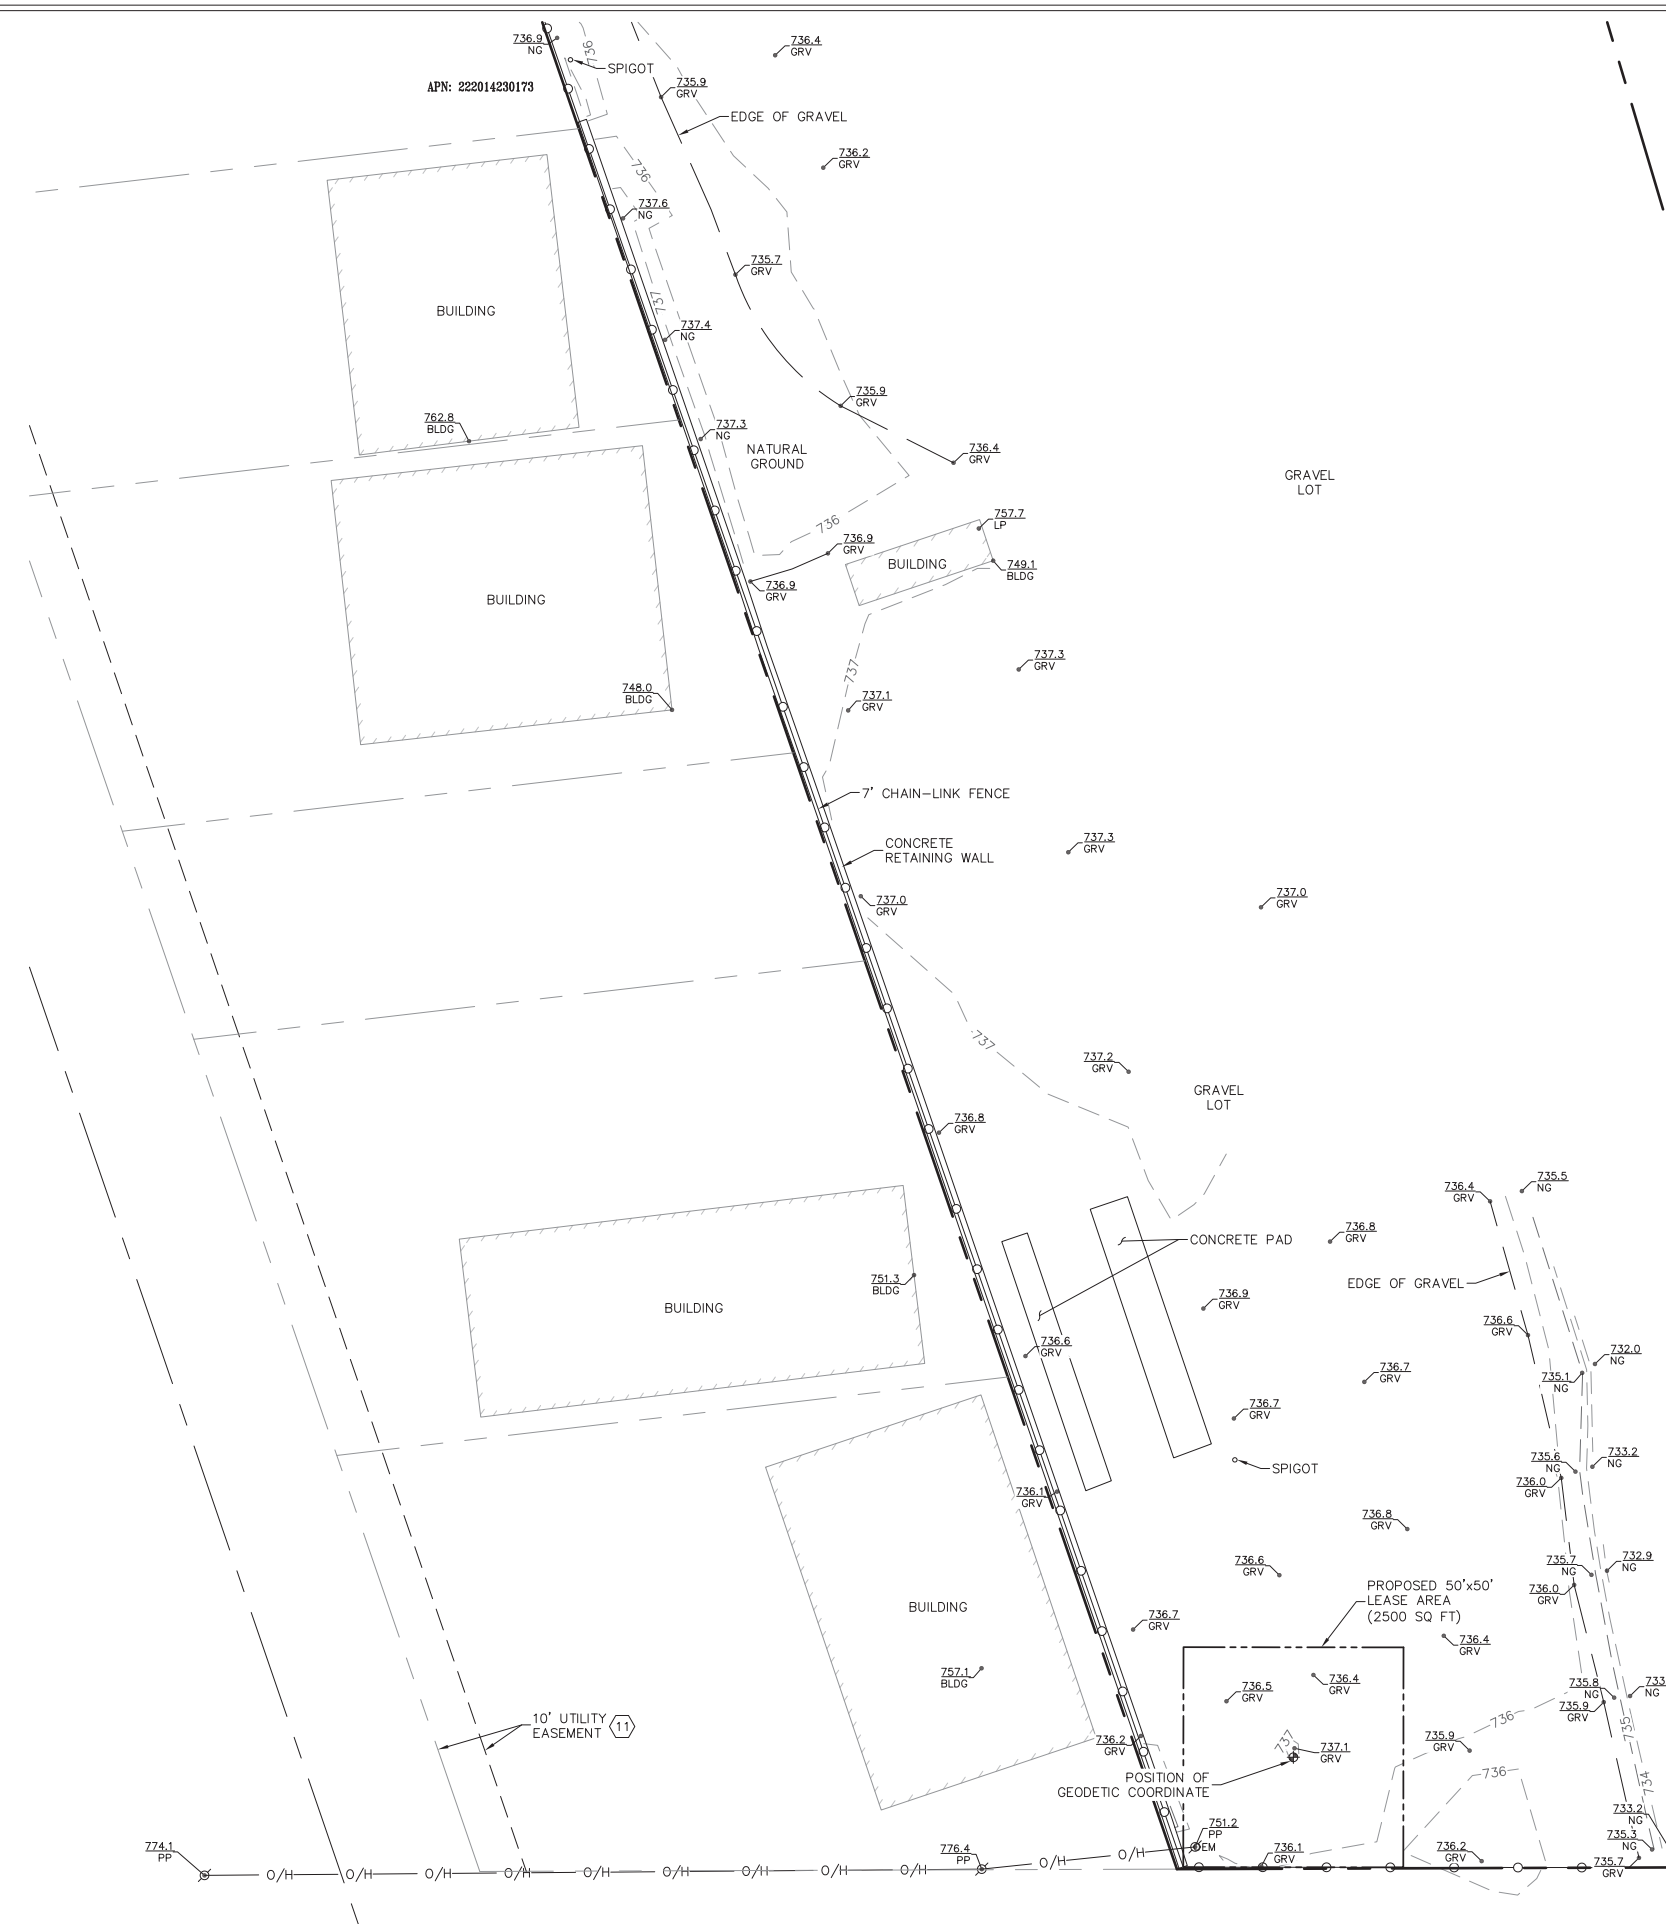 736.9
NG
736
SPIGOT
736.4
GRV
APN: 222014230173
735.9
GRV
EDGE OF GRAVEL
736.2
GRV
736
737.6
NG
735.7
GRV
737
BUILDING
737.4
NG
735.9
GRV
762.8
BLDG
737.3
NG
NATURAL
GROUND
736.4
GRV
GRAVEL
LOT
736
757.7
LP
736.9
GRV
BUILDING
749.1
BLDG
736.9
GRV
BUILDING
737.3
GRV
737
748.0
BLDG
737.1
GRV
7' CHAIN-LINK FENCE
CONCRETE
RETAINING WALL
737.3
GRV
737.0
GRV
737.0
GRV
737
737.2
GRV
GRAVEL
LOT
736.8
GRV
736.4
GRV
735.5
NG
CONCRETE PAD
736.8
GRV
EDGE OF GRAVEL
751.3
BLDG
736.9
GRV
BUILDING
736.6
GRV
736.6
GRV
732.0
NG
736.7
GRV
735.1
NG
736.7
GRV
SPIGOT
735.6
NG
733.2
NG
736.0
GRV
736.1
GRV
736.8
GRV
736.6
GRV
735.7
NG
732.9
NG
736.0
GRV
PROPOSED 50'x50'
LEASE AREA
(2500 SQ FT)
BUILDING
736.7
GRV
736.4
GRV
757.1
BLDG
736.5
GRV
736.4
GRV
735.8
NG
733
NG
735.9
GRV
10' UTILITY
EASEMENT
11
736
735
736.2
GRV
737
737.1
GRV
735.9
GRV
POSITION OF
GEODETIC COORDINATE
736
734
733.2
NG
751.2
PP
EM
735.3
NG
774.1
PP
776.4
PP
736.1
GRV
736.2
GRV
735.7
GRV
O/H O/H O/H O/H O/H O/H O/H O/H O/H O/H O/H